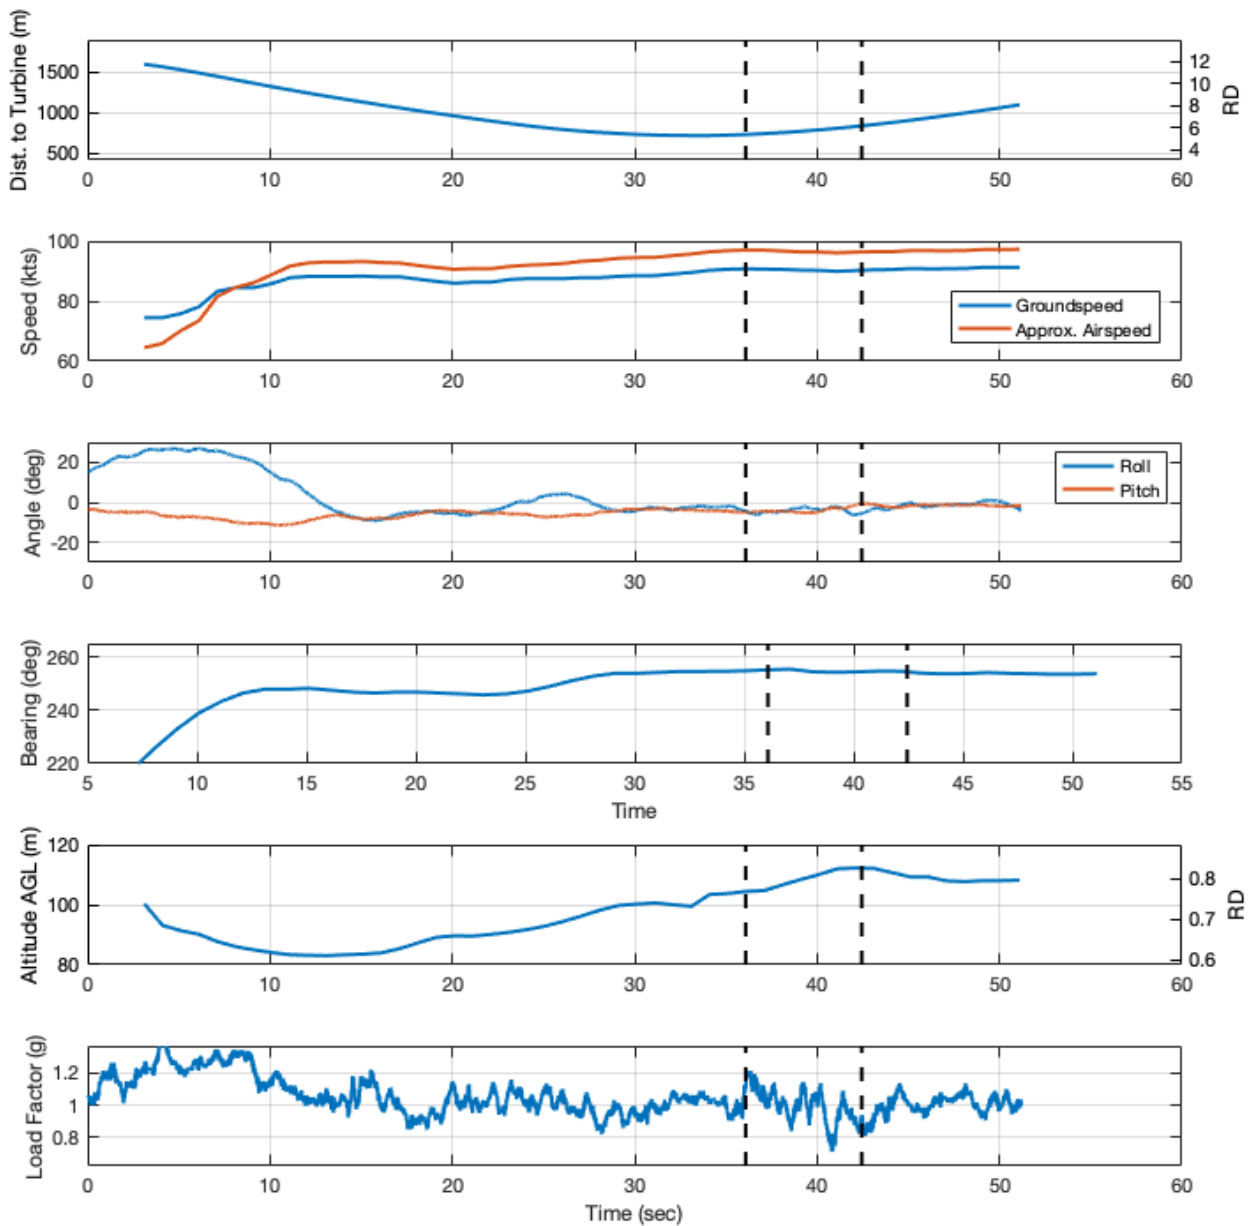 Dist. to Turbine (m)
1500
1000
500
12
10
8
6
4
RD
0 10 20 30 40 50 60
Speed (kts)
100
80
60
Groundspeed
Approx. Airspeed
0 10 20 30 40 50 60
Angle (deg)
20
0
-20
Roll
Pitch
0 10 20 30 40 50 60
Bearing (deg)
260
240
220
5 10 15 20 25 30 35 40 45 50 55
Time
Altitude AGL (m)
120
100
80
0.8
0.7
0.6
RD
0 10 20 30 40 50 60
Load Factor (g)
1.2
1
0.8
0 10 20 30 40 50 60
Time (sec)